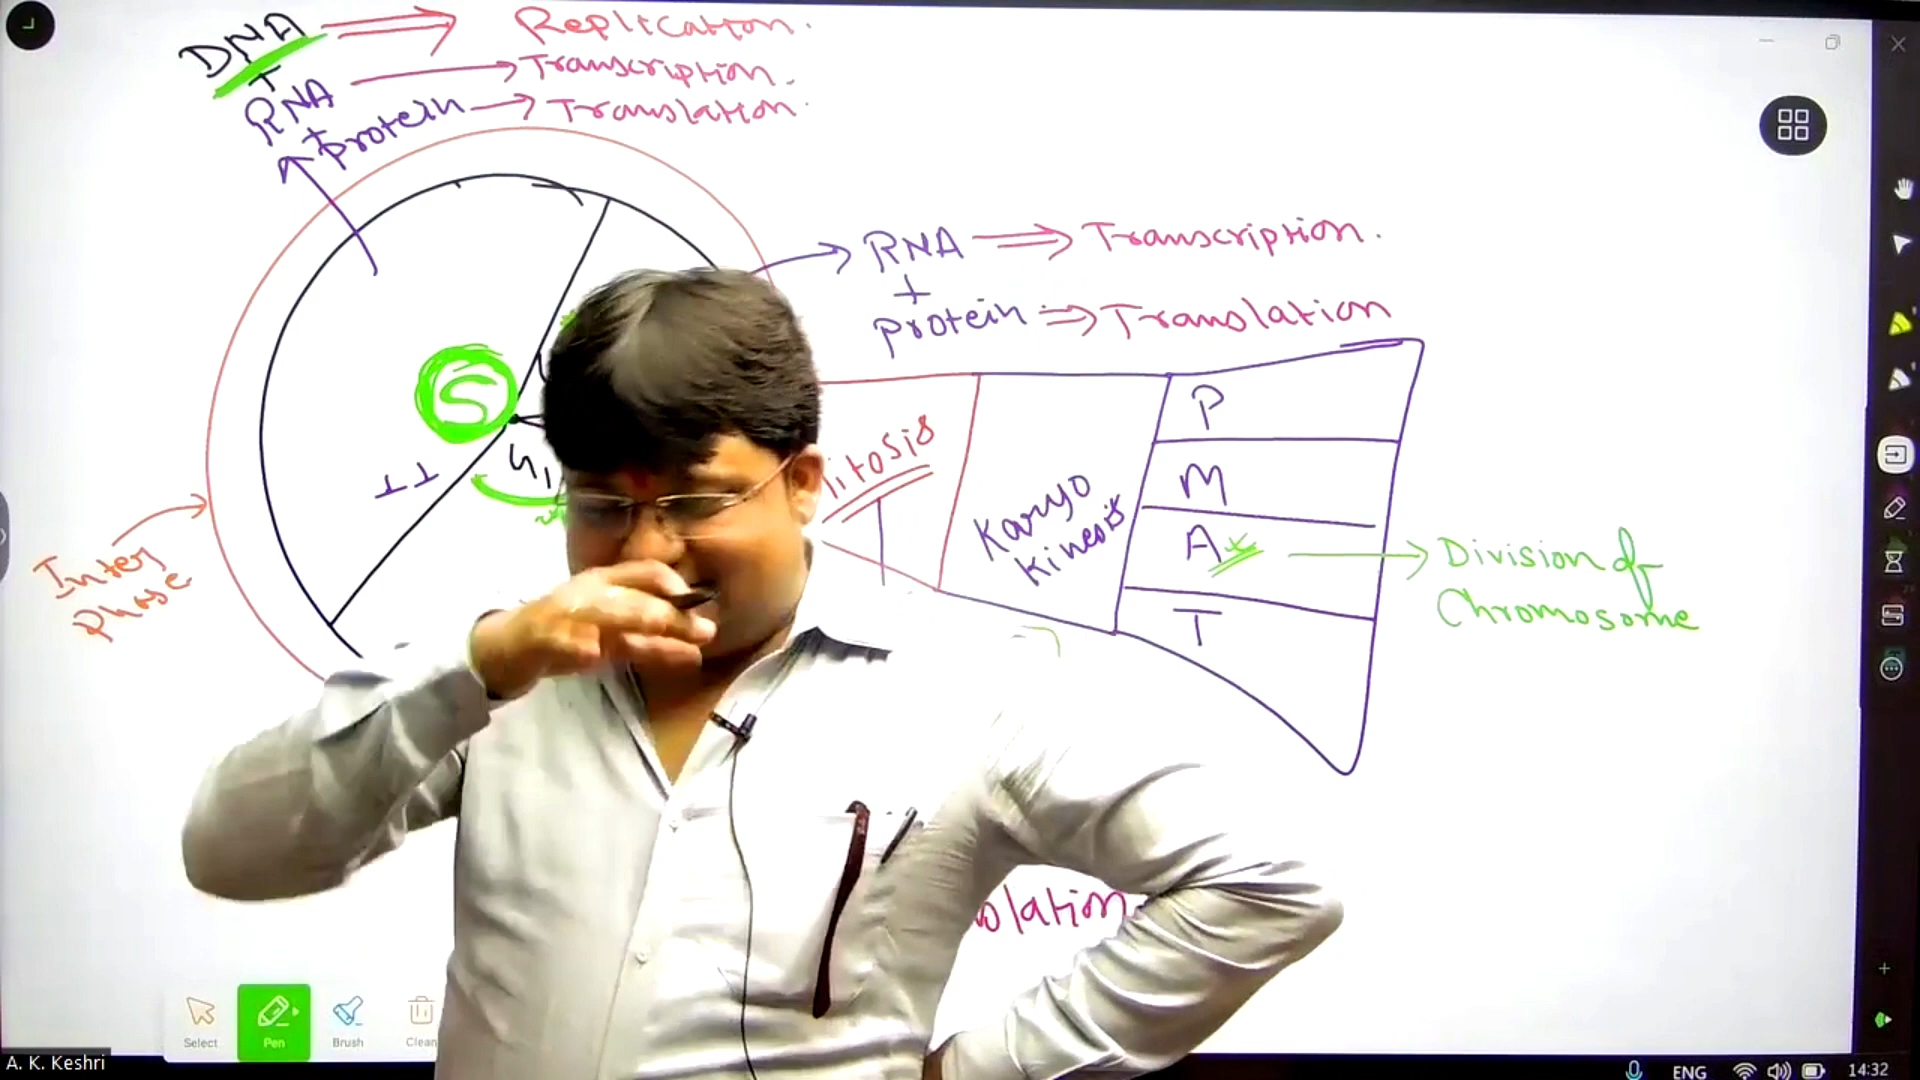 DNA ⇒ Replication.
+
RNA → Transcription.
+
Protein → Translation.
RNA ⇒ Transcription.
+
Protein ⇒ Translation
S
G1
Inter
phase
itosis
Karyo
Kinesis
P
M
A
T
Division of
Chromosome
lation
Select
Pen
Brush
Clean
A. K. Keshri
ENG
14:32